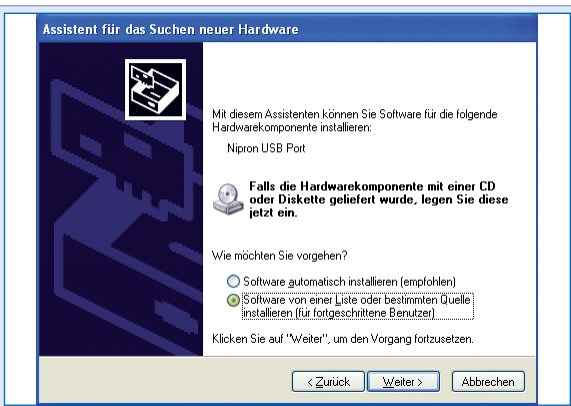 Assistent für das Suchen neuer Hardware
Mit diesem Assistenten können Sie Software für die folgende
Hardwarekomponente installieren:
Nipron USB Port
Falls die Hardwarekomponente mit einer CD
oder Diskette geliefert wurde, legen Sie diese
jetzt ein.
Wie möchten Sie vorgehen?
Software automatisch installieren (empfohlen)
Software von einer Liste oder bestimmten Quelle
installieren (für fortgeschrittene Benutzer)
Klicken Sie auf "Weiter", um den Vorgang fortzusetzen.
< Zurück
Weiter >
Abbrechen